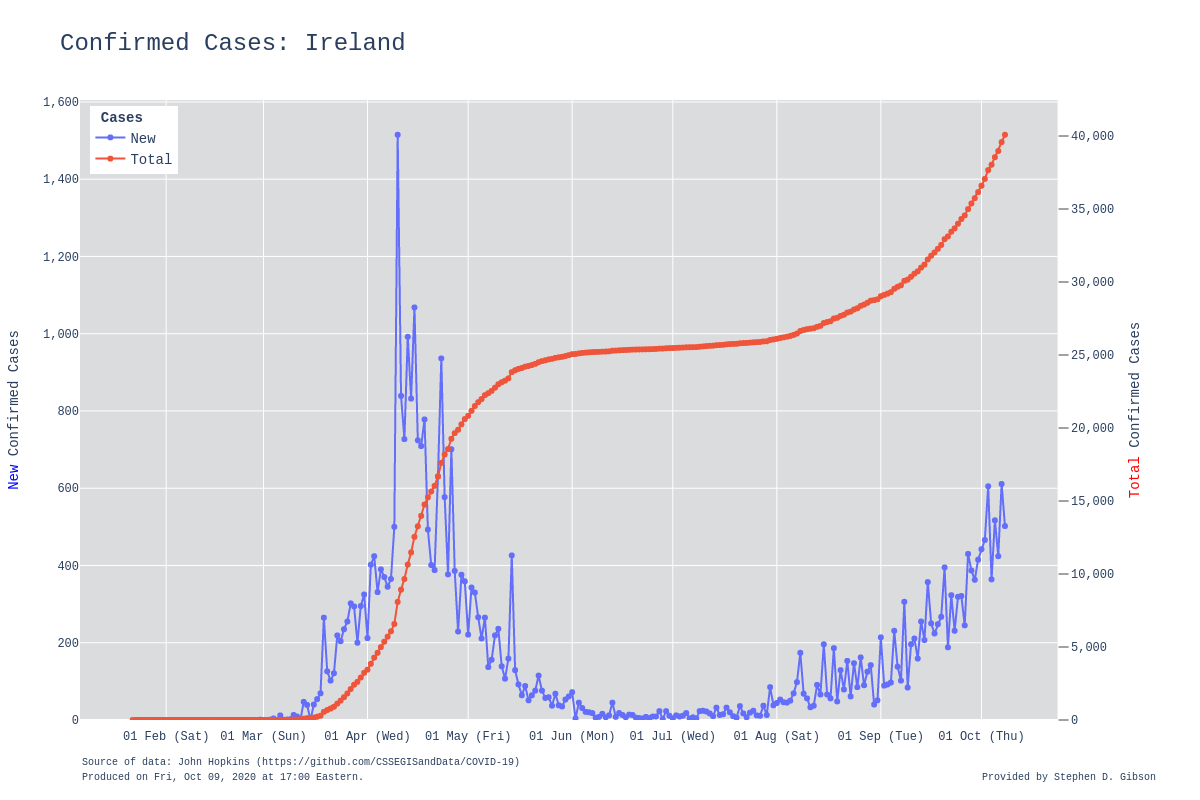 Confirmed Cases: Ireland
Cases
New
Total
1,600
1,400
1,200
1,000
800
600
400
200
0
New Confirmed Cases
40,000
35,000
30,000
25,000
20,000
15,000
10,000
5,000
0
Total Confirmed Cases
01 Feb (Sat) 01 Mar (Sun) 01 Apr (Wed) 01 May (Fri) 01 Jun (Mon) 01 Jul (Wed) 01 Aug (Sat) 01 Sep (Tue) 01 Oct (Thu)
Source of data: John Hopkins (https://github.com/CSSEGISandData/COVID-19)
Produced on Fri, Oct 09, 2020 at 17:00 Eastern.
Provided by Stephen D. Gibson